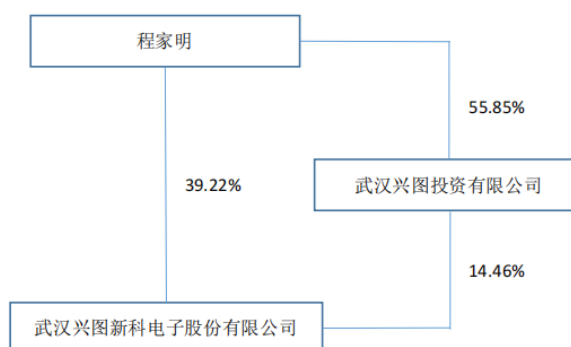 程家明
55.85%
39.22%
武汉兴图投资有限公司
14.46%
武汉兴图新科电子股份有限公司